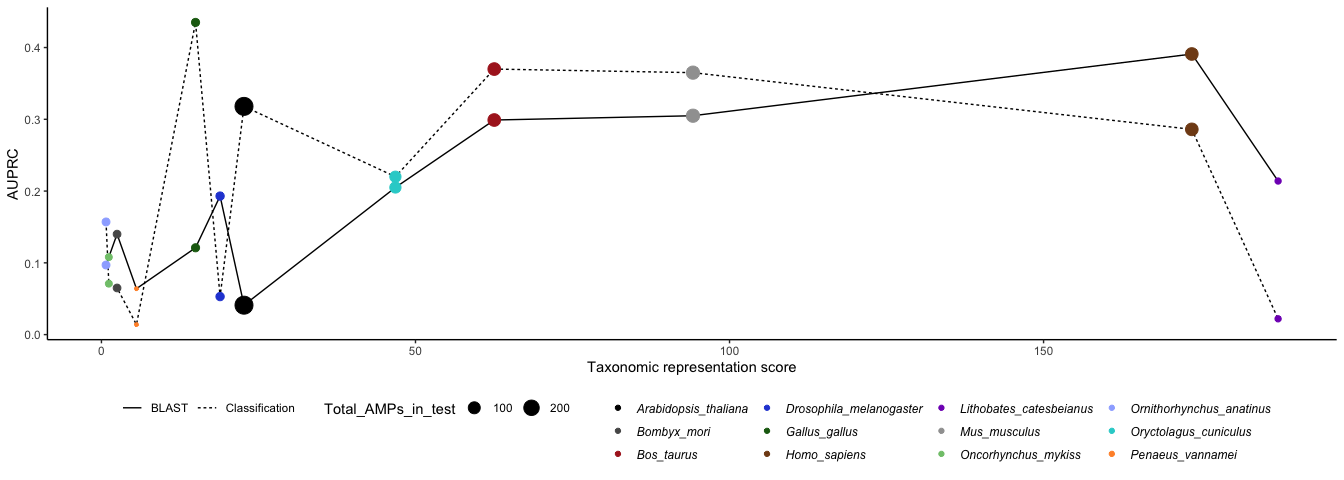 AUPRC
0.4
0.3
0.2
0.1
0.0
0 50 100 150
Taxonomic representation score
BLAST Classification Total_AMPs_in_test 100 200
Arabidopsis_thaliana Drosophila_melanogaster Lithobates_catesbeianus Ornithorhynchus_anatinus
Bombyx_mori Gallus_gallus Mus_musculus Oryctolagus_cuniculus
Bos_taurus Homo_sapiens Oncorhynchus_mykiss Penaeus_vannamei